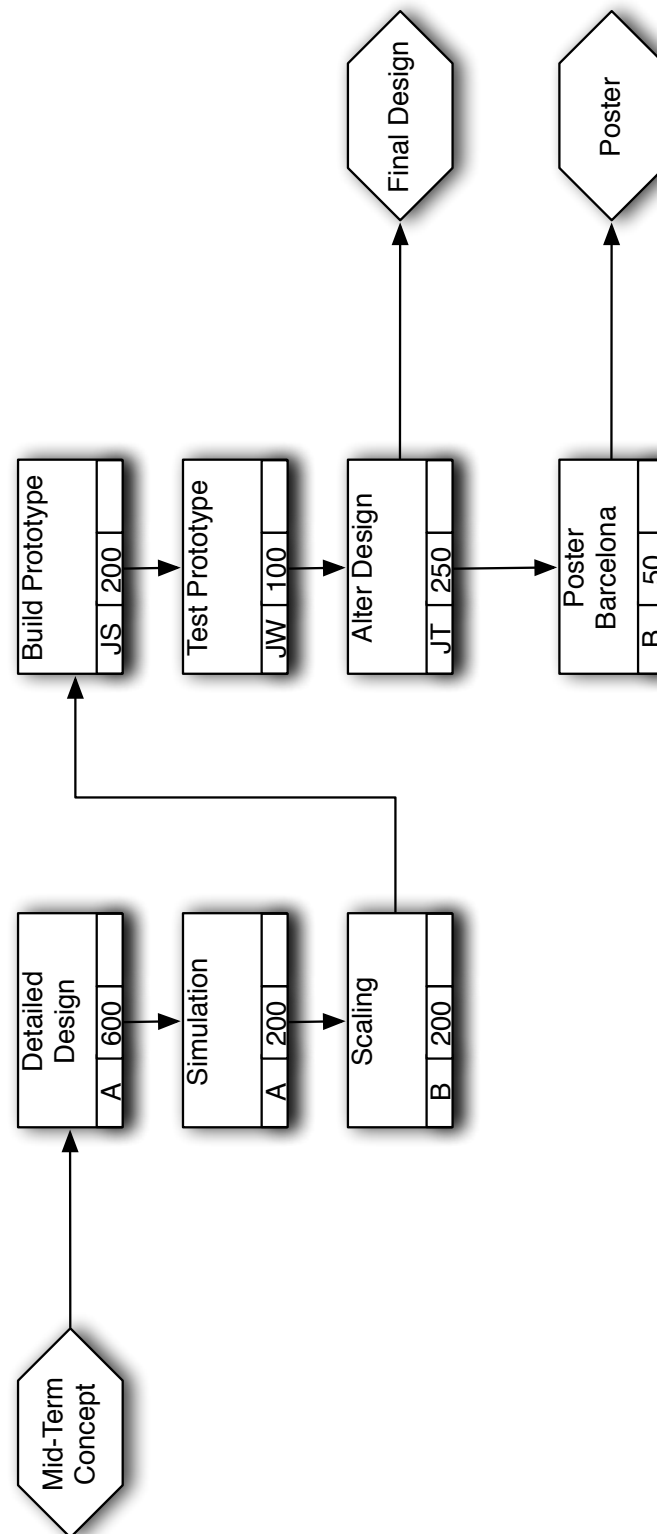 Mid-Term
Concept
Detailed
Design
A 600
Simulation
A 200
Scaling
B 200
Build Prototype
JS 200
Test Prototype
JW 100
Alter Design
JT 250
Poster
Barcelona
B 50
Final Design
Poster